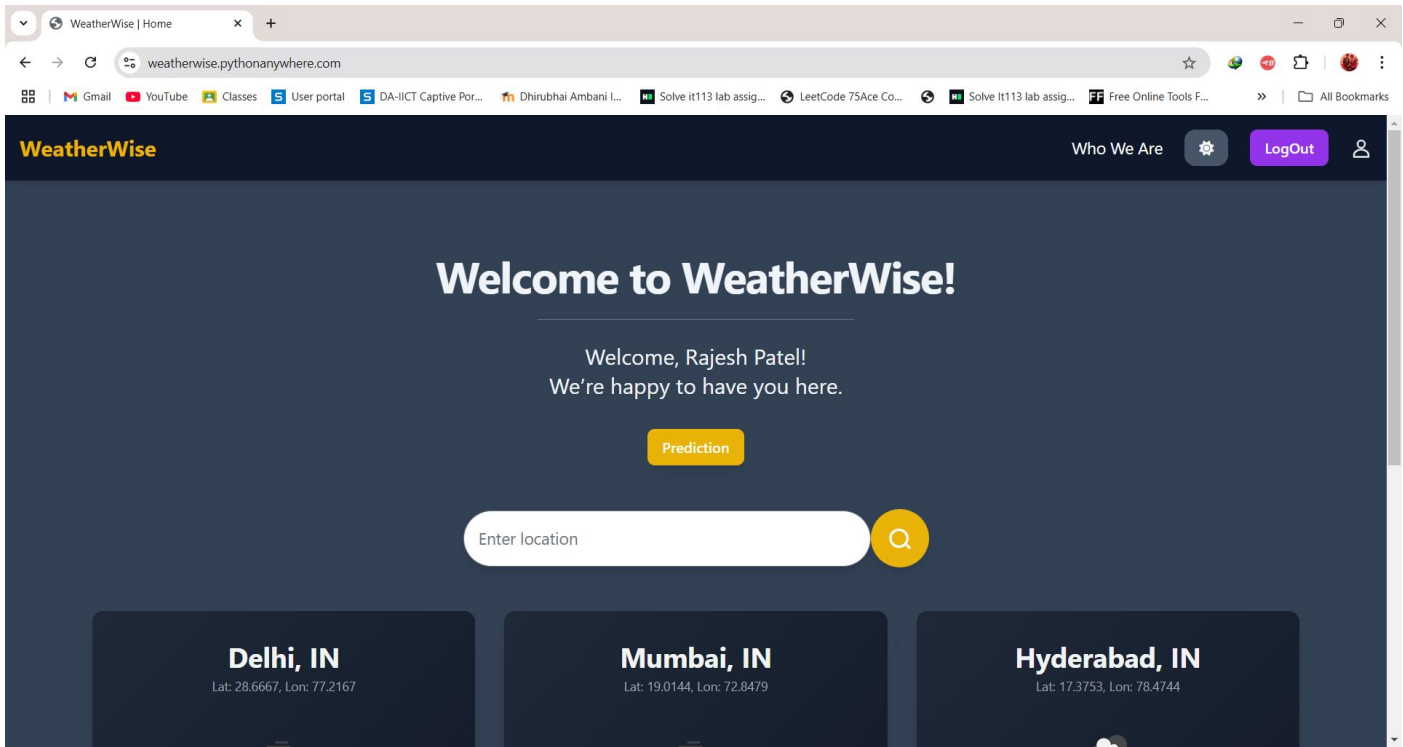 WeatherWise | Home
weatherwise.pythonanywhere.com
Gmail YouTube Classes User portal DA-IICT Captive Por... Dhirubhai Ambani I... Solve it113 lab assig... LeetCode 75Ace Co... Solve It113 lab assig... Free Online Tools F... » All Bookmarks
WeatherWise Who We Are LogOut
Welcome to WeatherWise!
Welcome, Rajesh Patel!
We’re happy to have you here.
Prediction
Enter location
Delhi, IN Mumbai, IN Hyderabad, IN
Lat: 28.6667, Lon: 77.2167 Lat: 19.0144, Lon: 72.8479 Lat: 17.3753, Lon: 78.4744